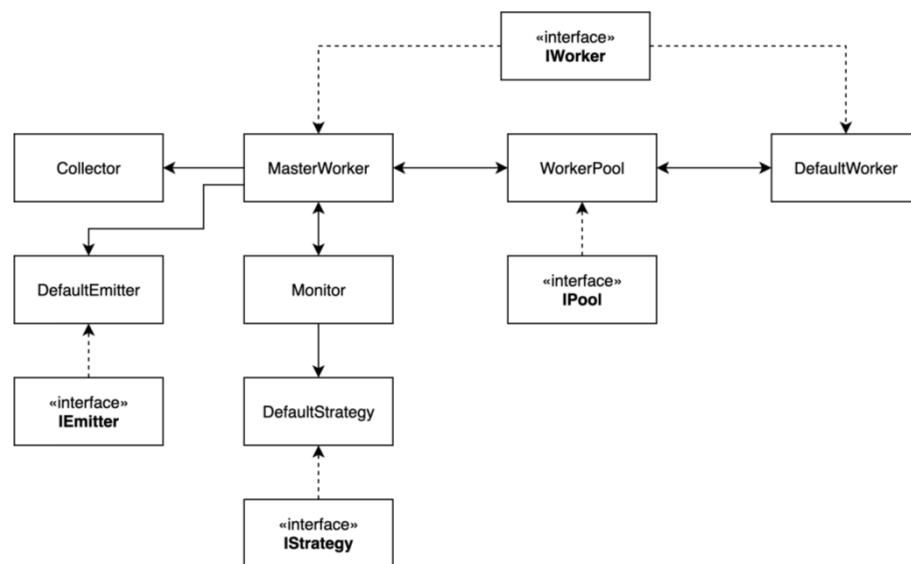 «interface»
IWorker
Collector
MasterWorker
WorkerPool
DefaultWorker
DefaultEmitter
Monitor
«interface»
IPool
«interface»
IEmitter
DefaultStrategy
«interface»
IStrategy